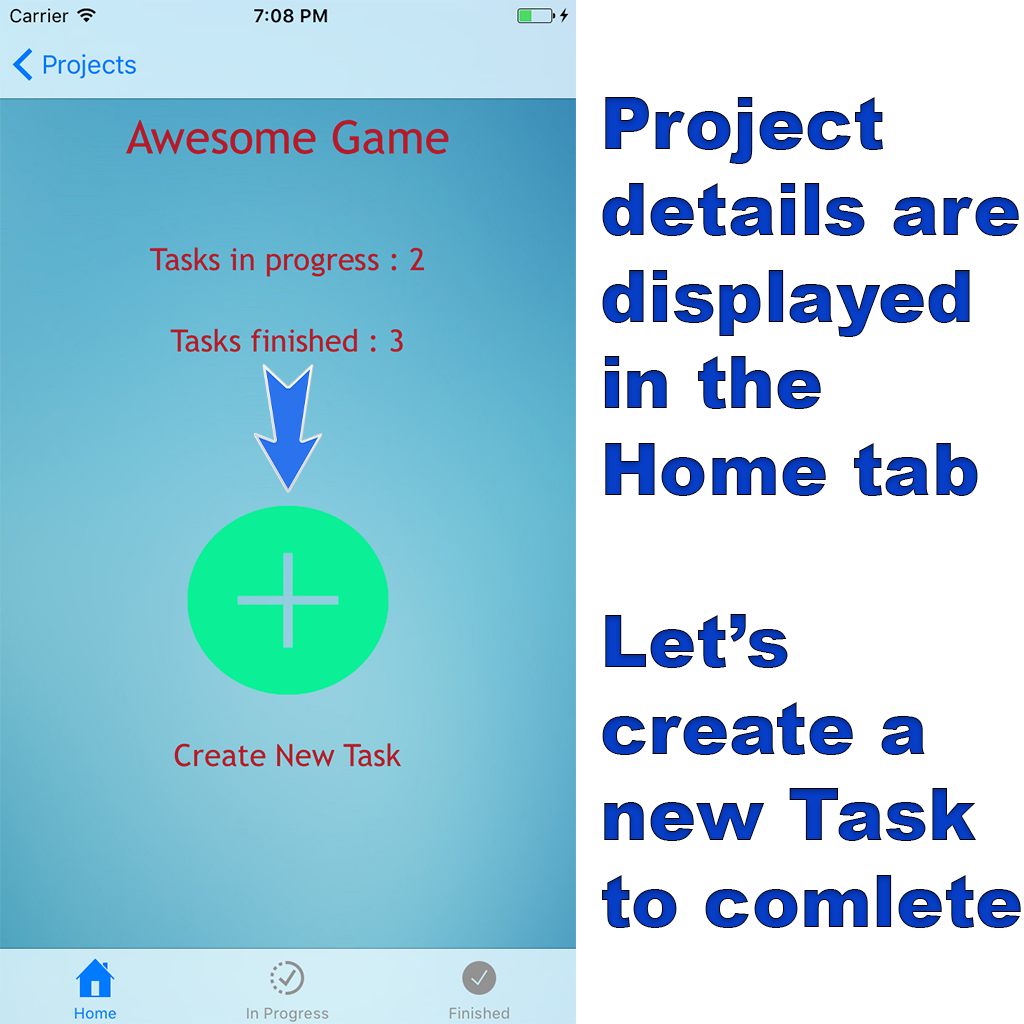 Carrier
7:08 PM
Projects
Awesome Game
Tasks in progress : 2
Tasks finished : 3
Create New Task
Home
In Progress
Finished
Project
details are
displayed
in the
Home tab
Let’s
create a
new Task
to comlete